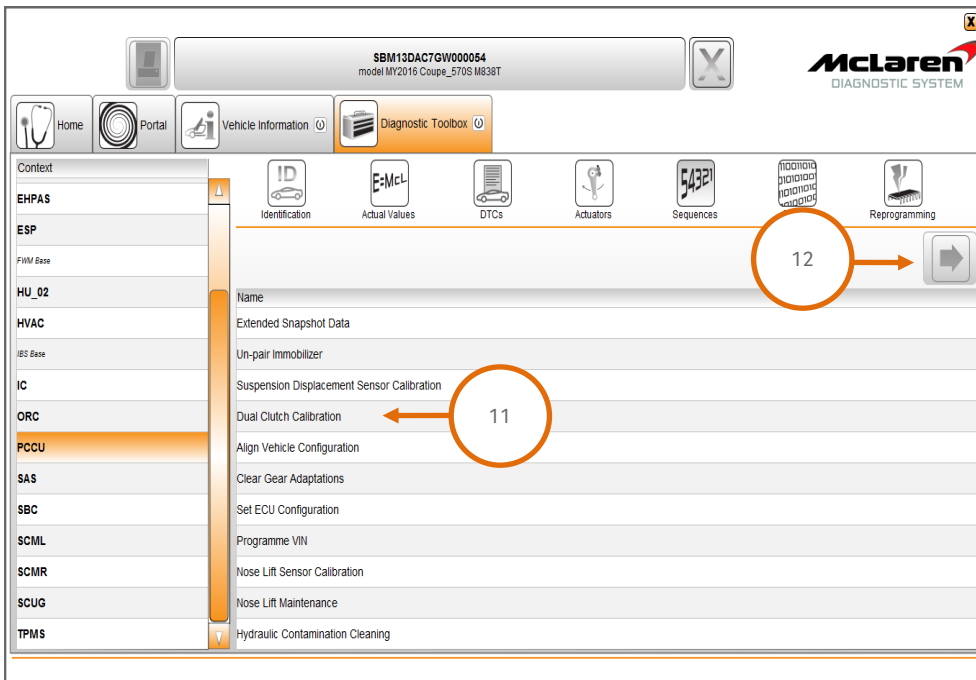 X
SBM13DAC7GW000054
model MY2016 Coupe_570S M838T
McLaren
DIAGNOSTIC SYSTEM
Home
Portal
Vehicle Information
Diagnostic Toolbox
Context
EHPAS
ESP
FWM Base
HU_02
HVAC
IBS Base
IC
ORC
PCCU
SAS
SBC
SCML
SCMR
SCUG
TPMS
ID
Identification
E=McL
Actual Values
DTCs
Actuators
54321
Sequences
Reprogramming
12
Name
Extended Snapshot Data
Un-pair Immobilizer
Suspension Displacement Sensor Calibration
Dual Clutch Calibration
11
Align Vehicle Configuration
Clear Gear Adaptations
Set ECU Configuration
Programme VIN
Nose Lift Sensor Calibration
Nose Lift Maintenance
Hydraulic Contamination Cleaning